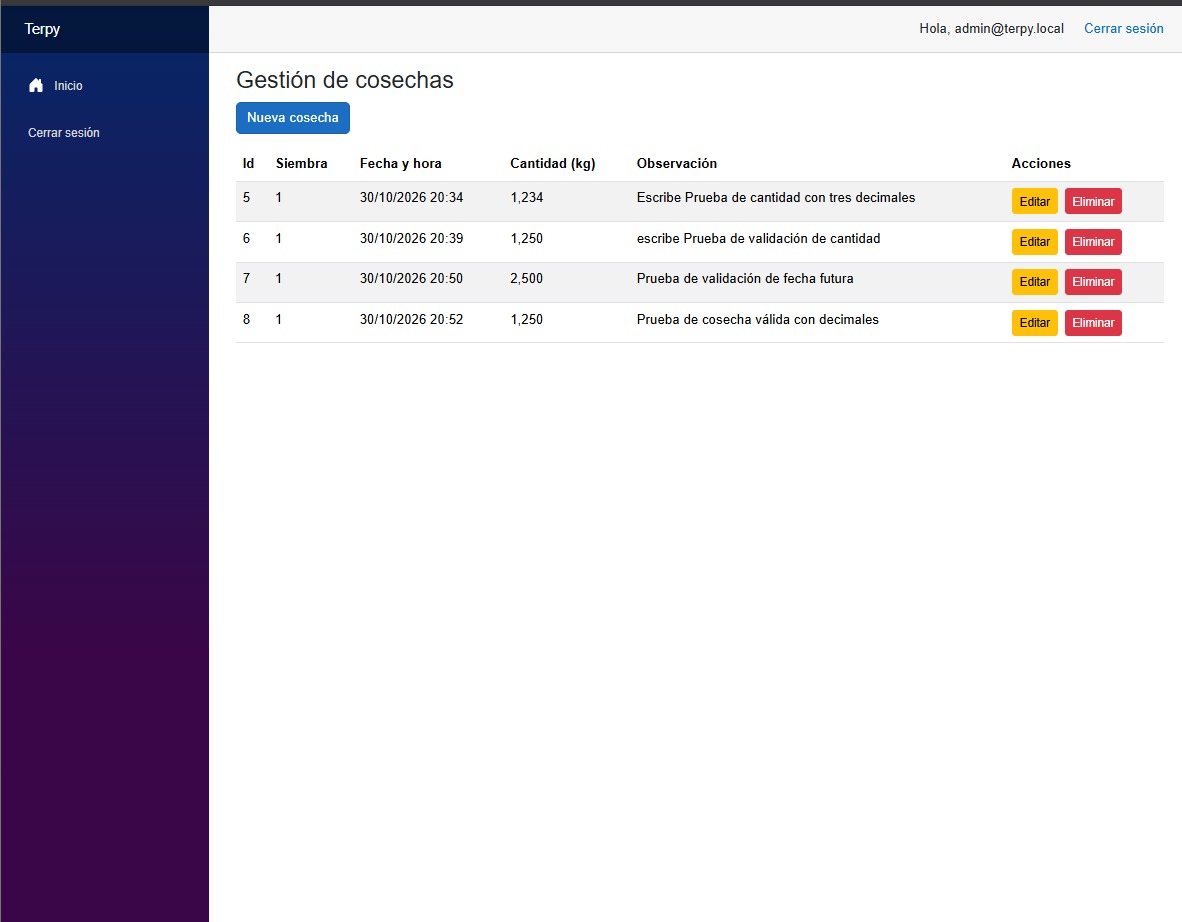 Terpy
Hola, admin@terpy.local Cerrar sesión
Inicio
Cerrar sesión
Gestión de cosechas
Nueva cosecha
Id Siembra Fecha y hora Cantidad (kg) Observación Acciones
5 1 30/10/2026 20:34 1,234 Escribe Prueba de cantidad con tres decimales Editar Eliminar
6 1 30/10/2026 20:39 1,250 escribe Prueba de validación de cantidad Editar Eliminar
7 1 30/10/2026 20:50 2,500 Prueba de validación de fecha futura Editar Eliminar
8 1 30/10/2026 20:52 1,250 Prueba de cosecha válida con decimales Editar Eliminar